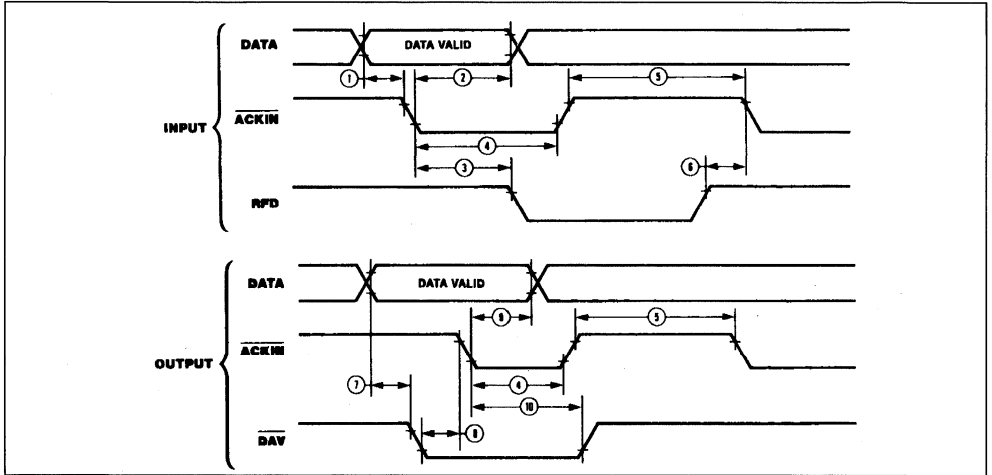 DATA
DATA VALID
1
2
5
ACKIN
INPUT
4
3
6
RFD
DATA
DATA VALID
9
5
ACKIN
OUTPUT
7
4
10
8
DAV